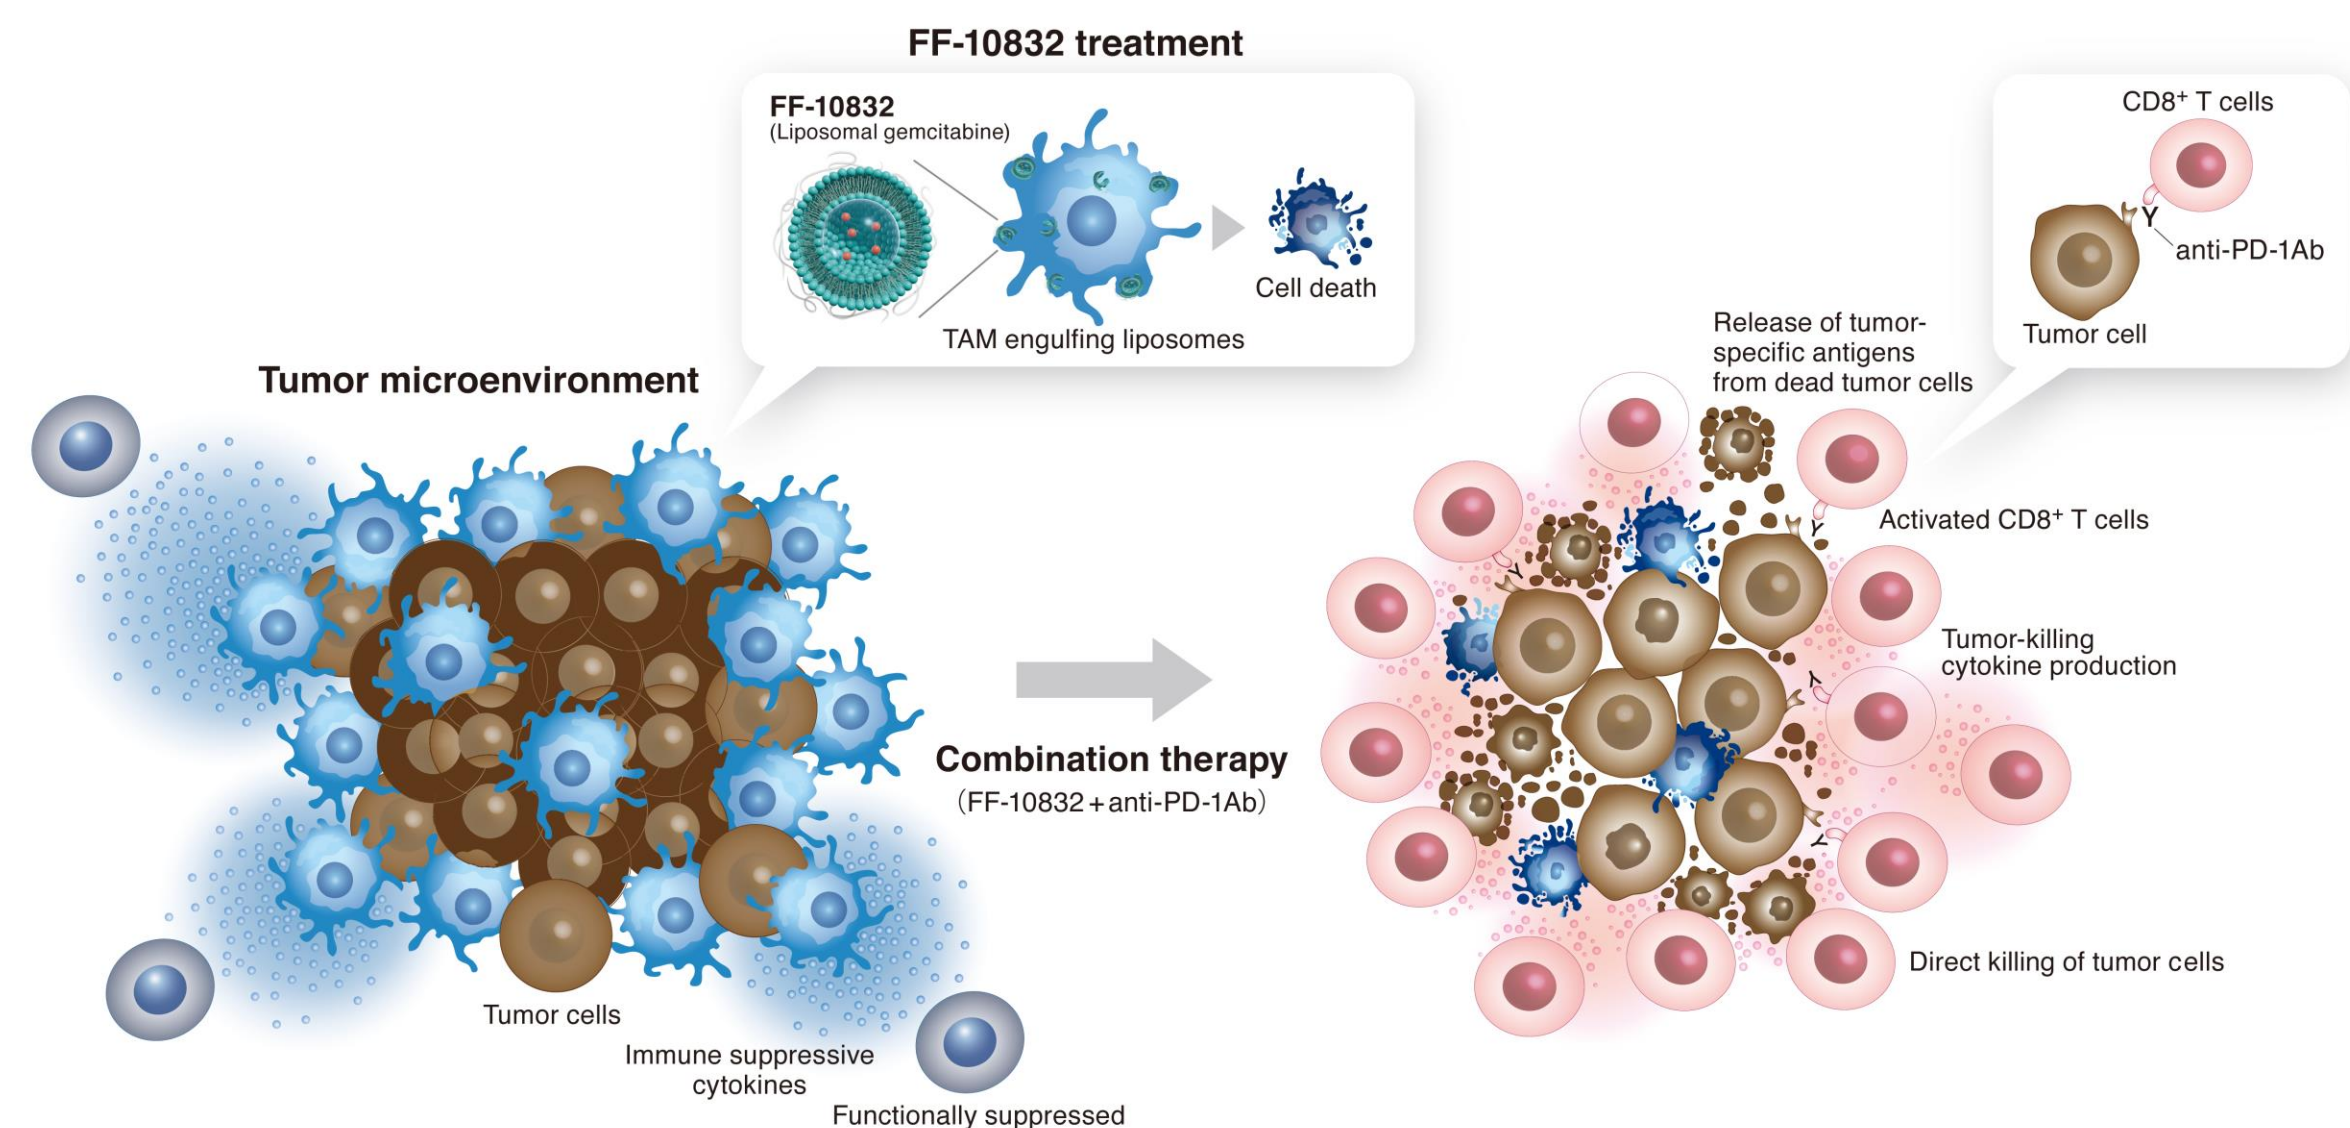 FF-10832 treatment
FF-10832
(Liposomal gemcitabine)
Cell death
TAM engulfing liposomes
CD8⁺ T cells
Y
anti-PD-1Ab
Tumor cell
Tumor microenvironment
Release of tumor-
specific antigens
from dead tumor cells
Y
Activated CD8⁺ T cells
Y
Tumor-killing
cytokine production
Y
Combination therapy
(FF-10832+anti-PD-1Ab)
Y
Direct killing of tumor cells
Tumor cells
Immune suppressive
cytokines
Functionally suppressed